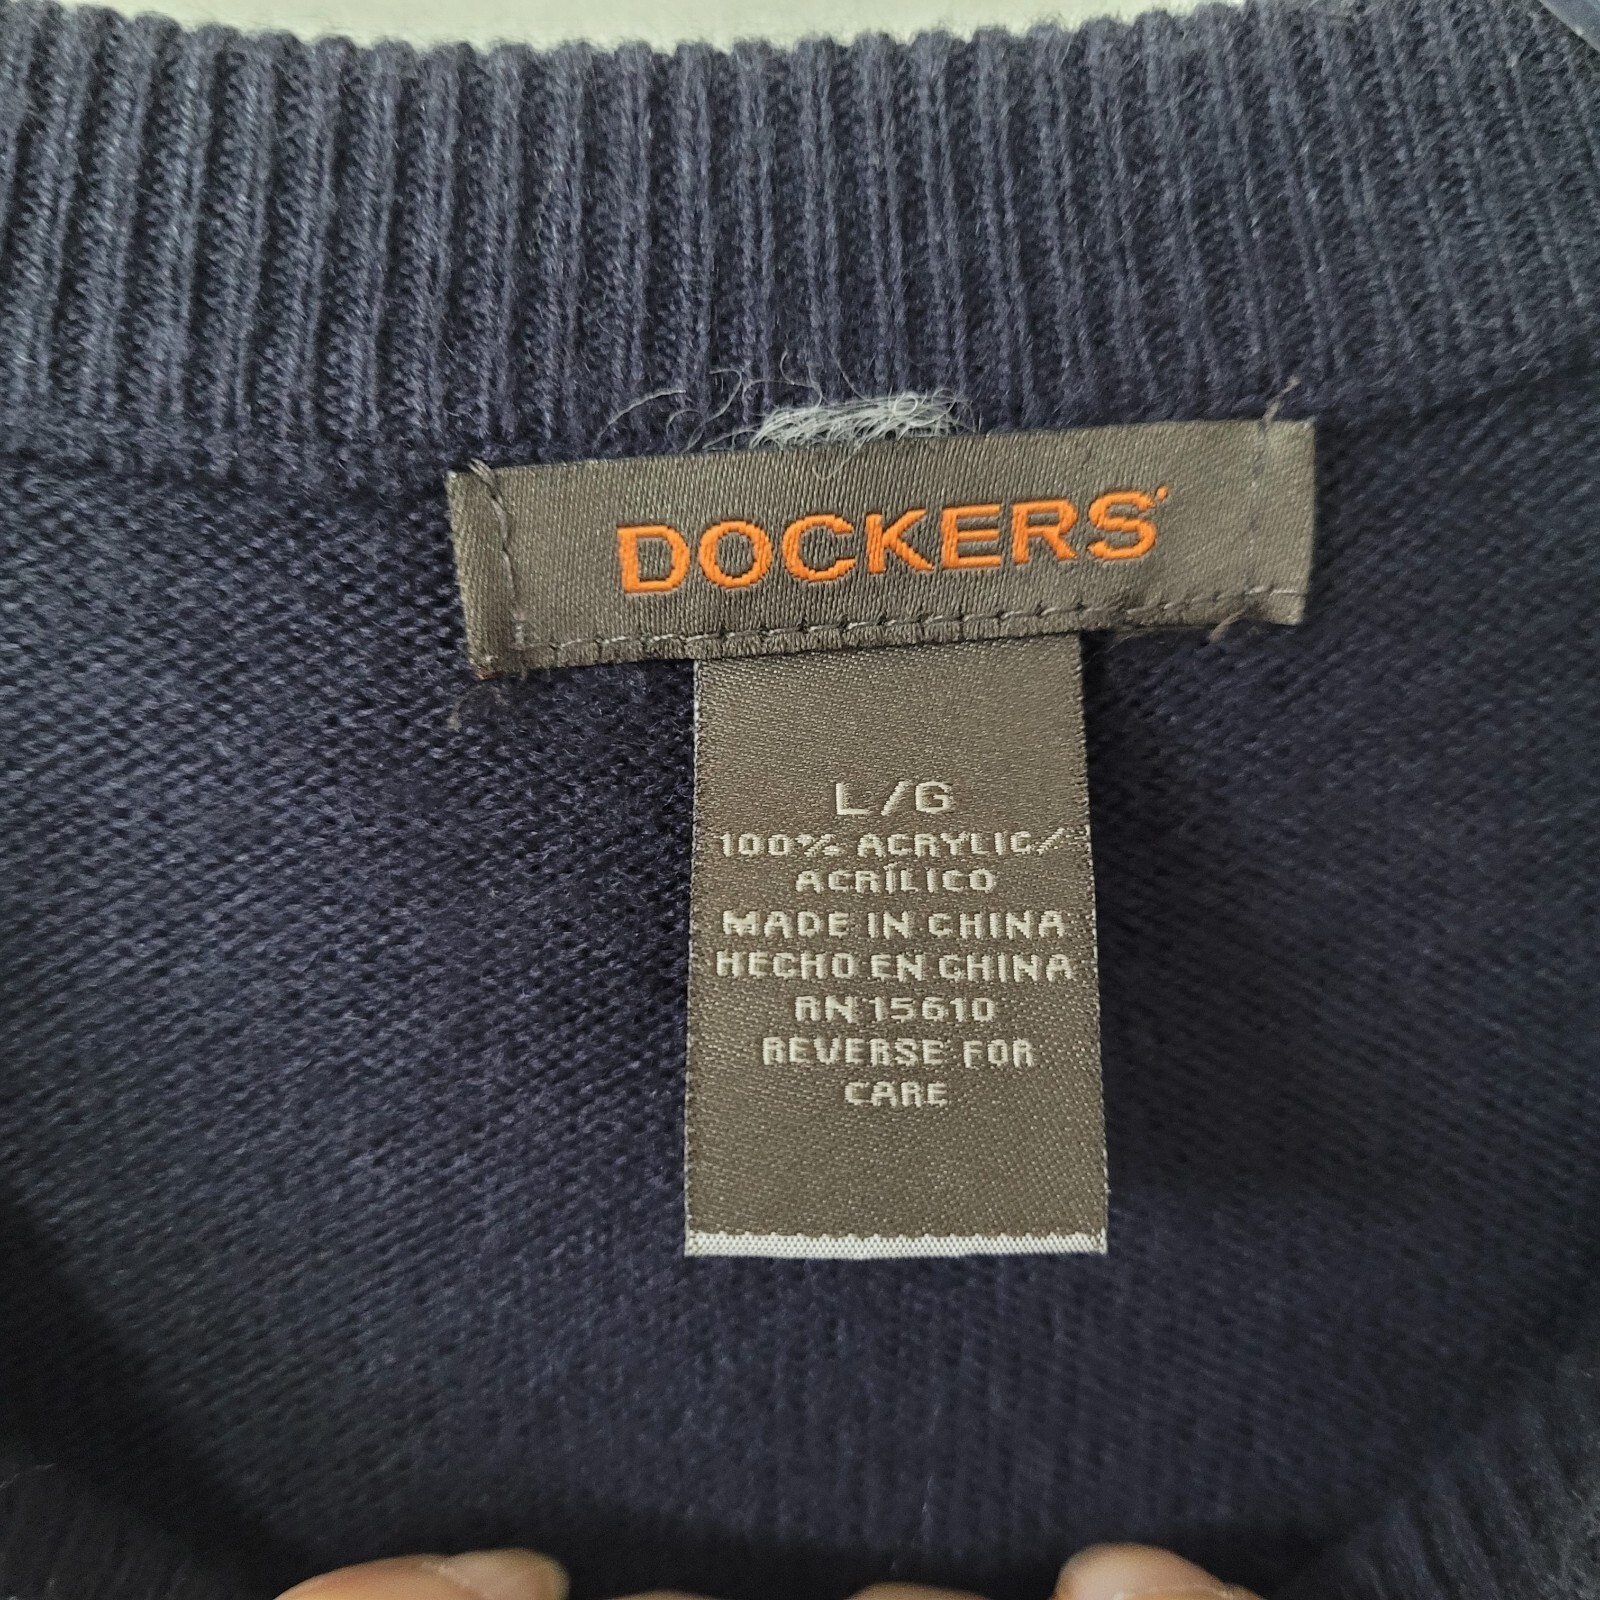 DOCKERS
L/G
100% ACRYLIC/
ACRÍLICO
MADE IN CHINA
HECHO EN CHINA
RN 15610
REVERSE FOR
CARE